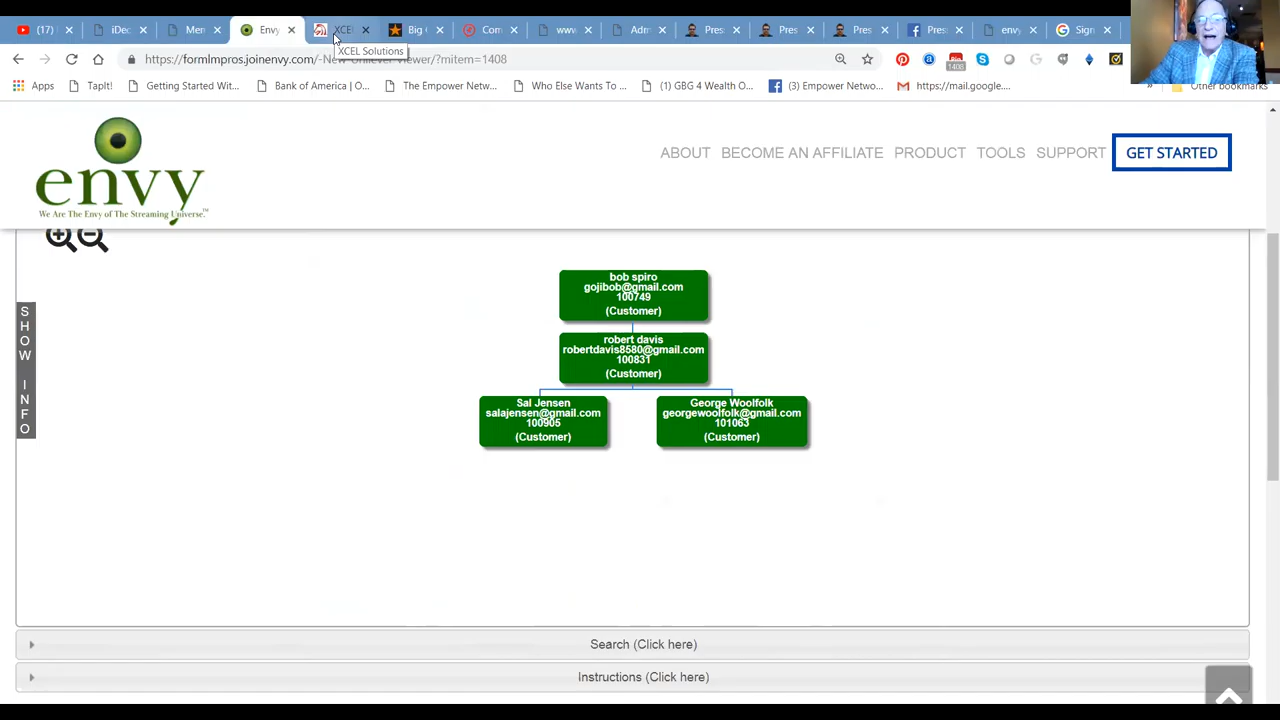 (17)
iDec
Men
Envy
XCEL
Big
Com
www
Adm
Pres
Pres
Pres
Pres
envy
Sign
XCEL Solutions
1408
Apps
TapIt!
Getting Started Wit...
Bank of America | O...
The Empower Netw...
Who Else Wants To ...
(1) GBG 4 Wealth O...
(3) Empower Netwo...
https://mail.google....
»
Other bookmarks
envy
We Are The Envy of The Streaming Universe.™
ABOUT
BECOME AN AFFILIATE
PRODUCT
TOOLS
SUPPORT
GET STARTED
SHOW INFO
bob spiro
gojibob@gmail.com
100749
(Customer)
robert davis
robertdavis8580@gmail.com
100831
(Customer)
Sal Jensen
salajensen@gmail.com
100905
(Customer)
George Woolfolk
georgewoolfolk@gmail.com
101063
(Customer)
Search (Click here)
Instructions (Click here)